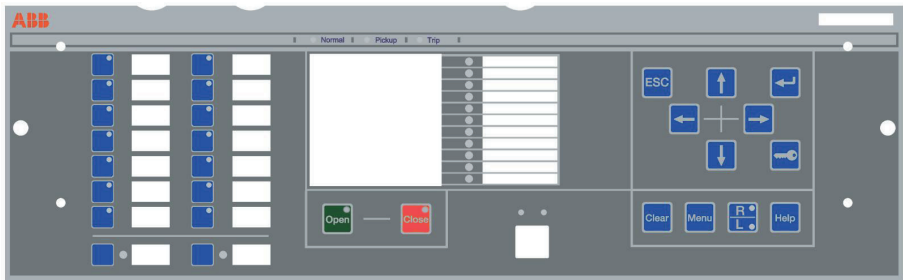 ABB
Normal Pickup Trip
ESC
Open Close
Clear Menu R L Help